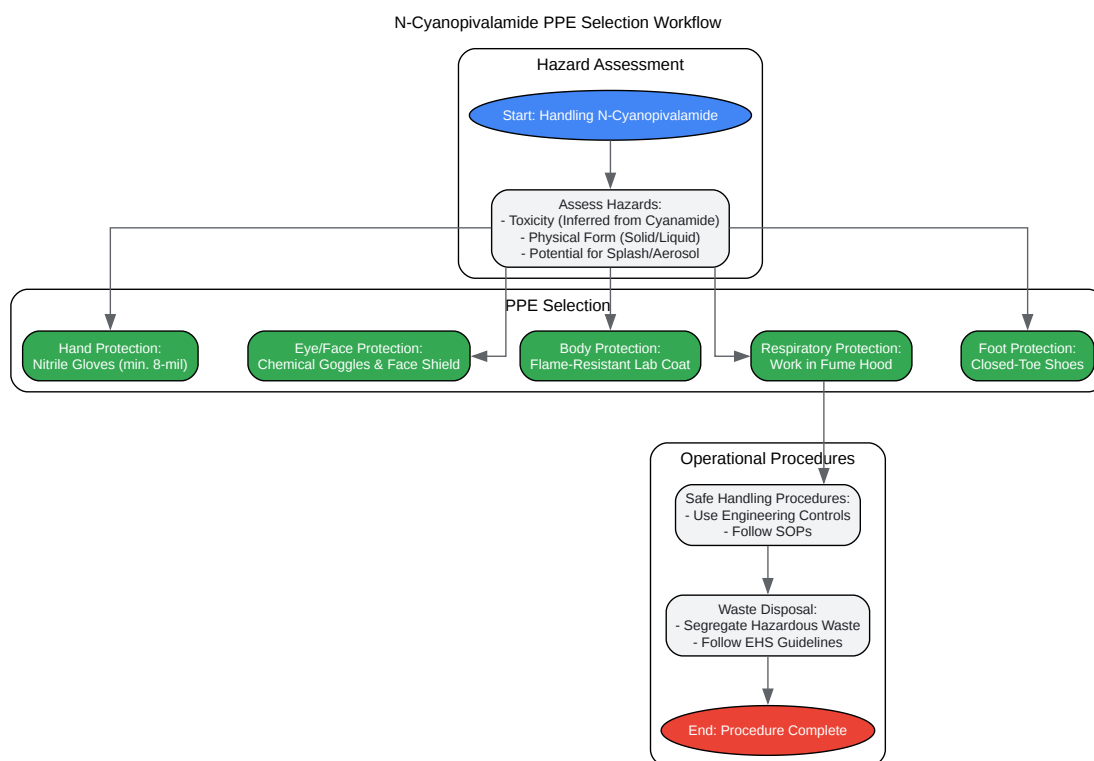 N-Cyanopivalamide PPE Selection Workflow
Hazard Assessment
Start: Handling N-Cyanopivalamide
Assess Hazards:
- Toxicity (Inferred from Cyanamide)
- Physical Form (Solid/Liquid)
- Potential for Splash/Aerosol
PPE Selection
Hand Protection:
Nitrile Gloves (min. 8-mil)
Eye/Face Protection:
Chemical Goggles & Face Shield
Body Protection:
Flame-Resistant Lab Coat
Respiratory Protection:
Work in Fume Hood
Foot Protection:
Closed-Toe Shoes
Operational Procedures
Safe Handling Procedures:
- Use Engineering Controls
- Follow SOPs
Waste Disposal:
- Segregate Hazardous Waste
- Follow EHS Guidelines
End: Procedure Complete